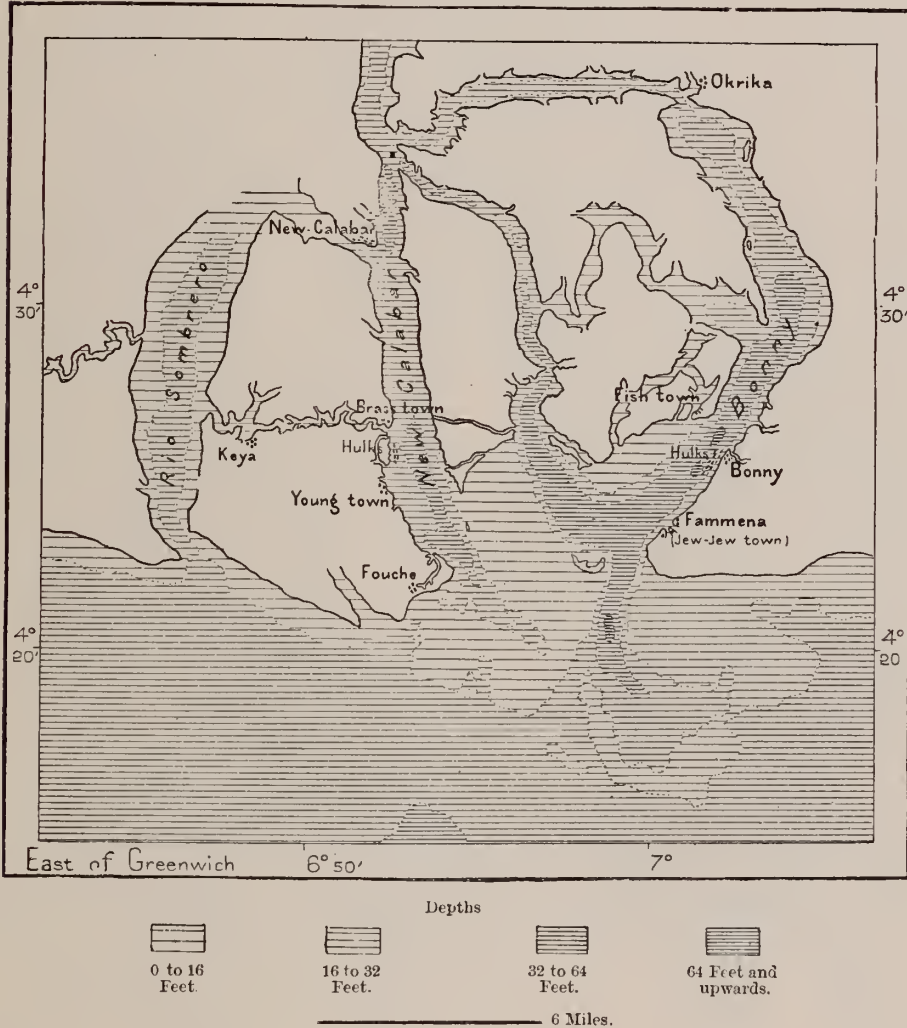 Okrika
New Calabar
4°
30'
4°
30'
Rio Sombrero
New Calabar
Bonny
Brass town
Fish town
Keya
Hulks
Hulks
Bonny
Young town
Fammena
(Jew-Jew town)
Fouche
4°
20'
4°
20
East of Greenwich
6° 50'
7°
Depths
0 to 16
Feet.
16 to 32
Feet.
32 to 64
Feet.
64 Feet and
upwards.
6 Miles.